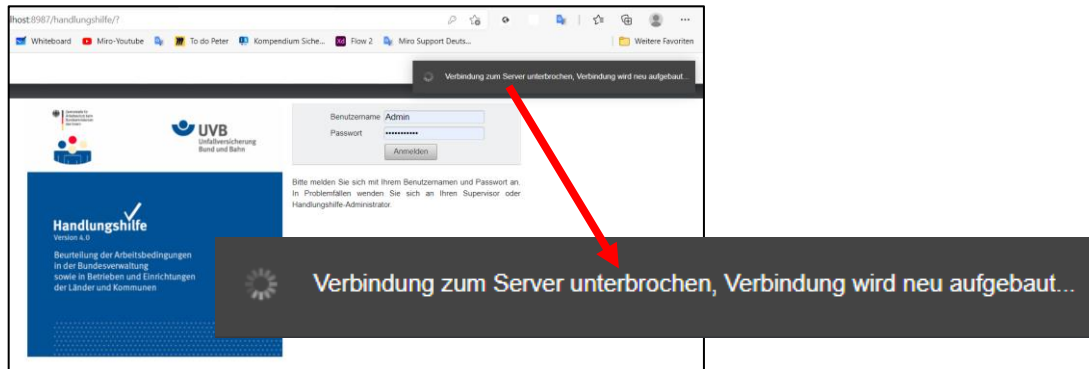 lhost:8987/handlungshilfe/?
Whiteboard Miro-Youtube To do Peter Kompendium Siche... Xd Flow 2 Miro Support Deuts... Weitere Favoriten
Verbindung zum Server unterbrochen, Verbindung wird neu aufgebaut...
UVB
Unfallversicherung
Bund und Bahn
Benutzername Admin
Passwort •••••••••••
Anmelden
Bitte melden Sie sich mit Ihrem Benutzernamen und Passwort an.
In Problemfällen wenden Sie sich an Ihren Supervisor oder
Handlungshilfe-Administrator.
Handlungshilfe
Version 4.0
Beurteilung der Arbeitsbedingungen
in der Bundesverwaltung
sowie in Betrieben und Einrichtungen
der Länder und Kommunen
Verbindung zum Server unterbrochen, Verbindung wird neu aufgebaut...